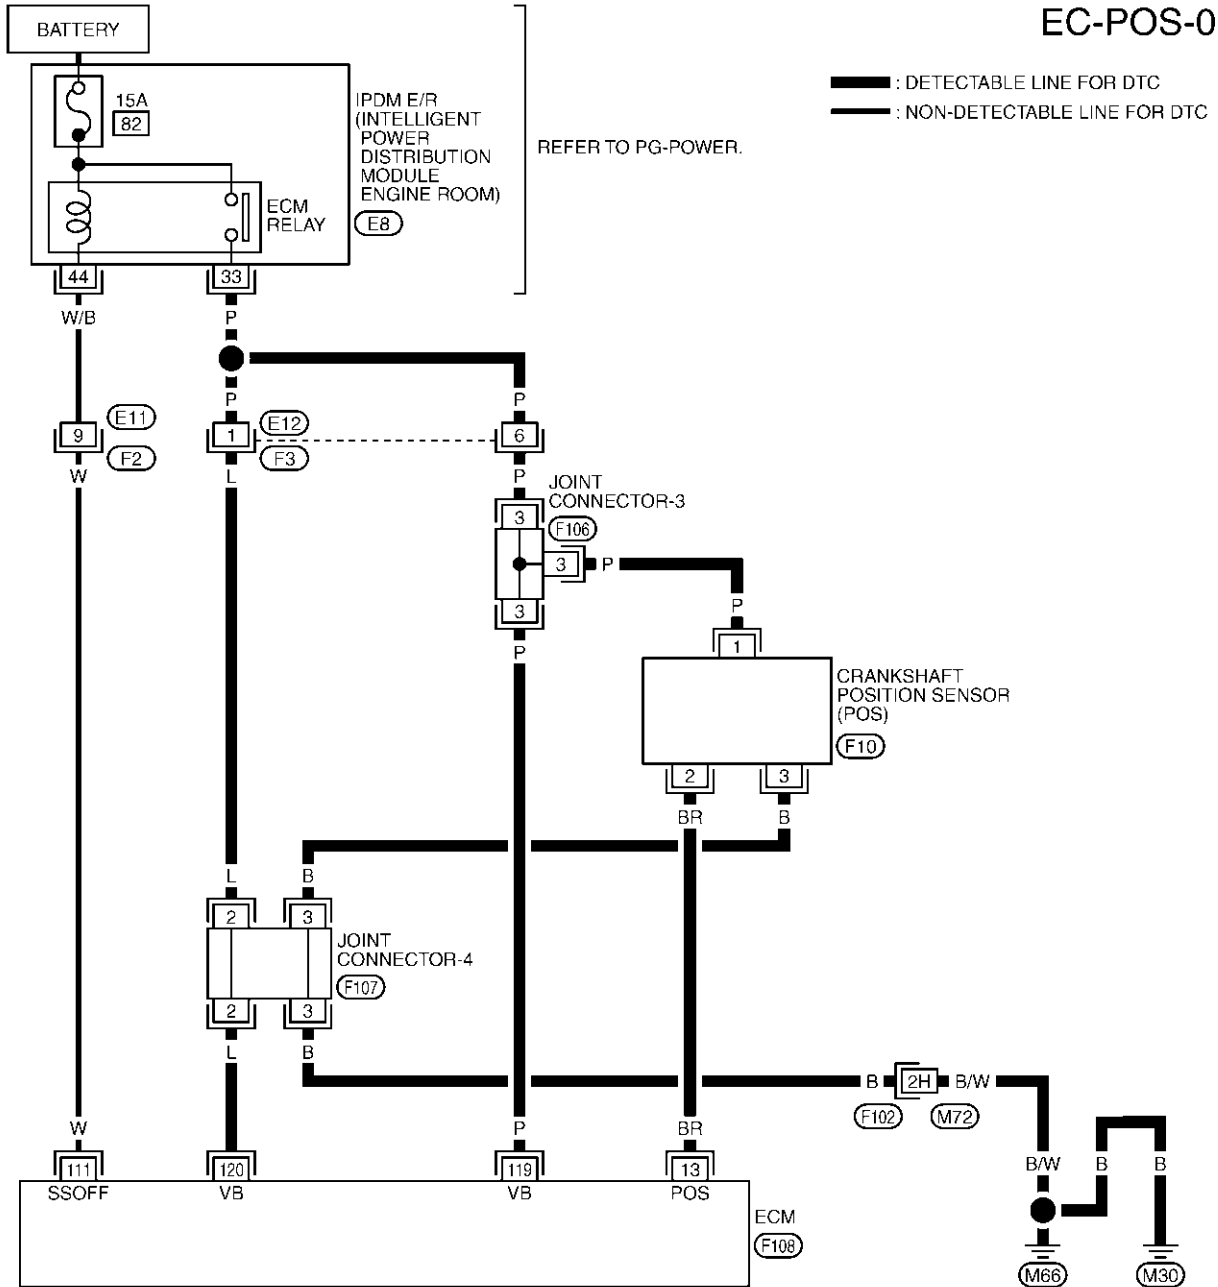 EC-POS-0
BATTERY
: DETECTABLE LINE FOR DTC
: NON-DETECTABLE LINE FOR DTC
15A
82
IPDM E/R
(INTELLIGENT
POWER
DISTRIBUTION
MODULE
ENGINE ROOM)
E8
REFER TO PG-POWER.
ECM
RELAY
44
33
W/B
P
P
P
9
E11
F2
1
E12
F3
6
W
L
P
JOINT
CONNECTOR-3
F106
3
3
P
3
P
P
1
CRANKSHAFT
POSITION SENSOR
(POS)
F10
2
3
BR
B
L
B
2
3
JOINT
CONNECTOR-4
F107
2
3
L
B
B
2H
B/W
F102
M72
W
P
BR
B/W
B
B
111
120
119
13
SSOFF
VB
VB
POS
ECM
F108
M66
M30